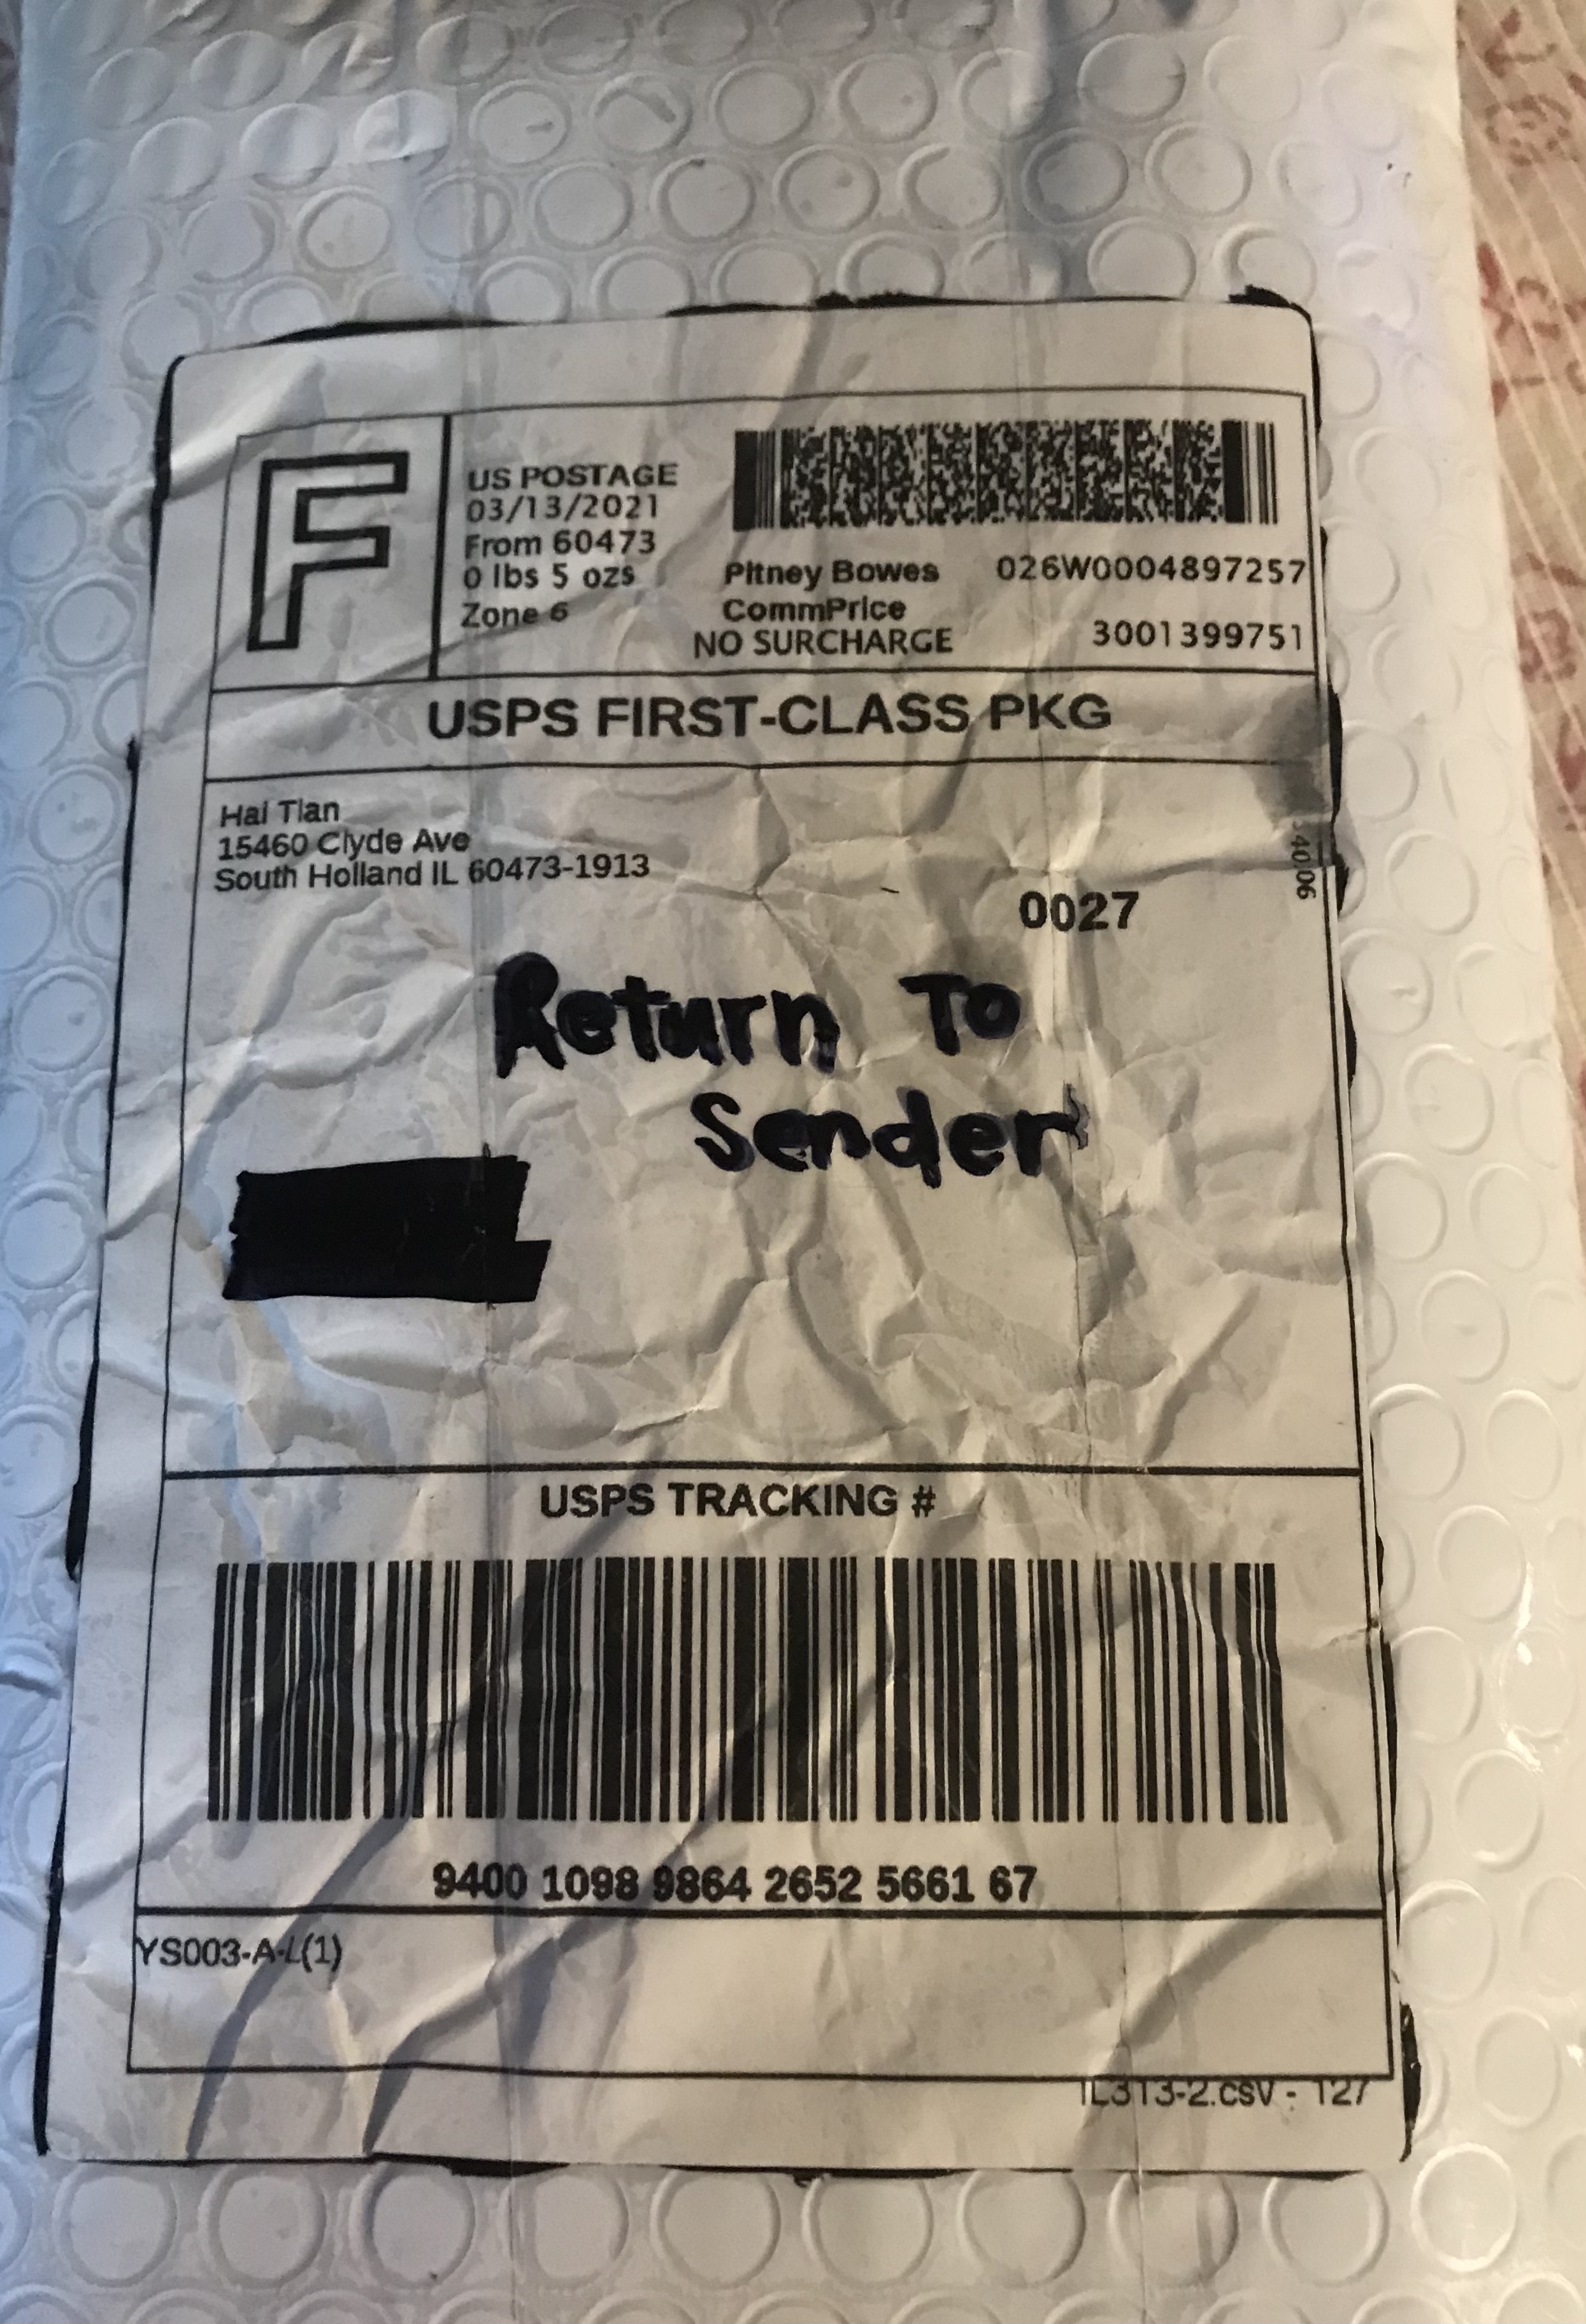 F
US POSTAGE
03/13/2021
From 60473
0 lbs 5 ozs
Zone 6
Pitney Bowes 026W0004897257
CommPrice
NO SURCHARGE 3001399751
USPS FIRST-CLASS PKG
Hai Tian
15460 Clyde Ave
South Holland IL 60473-1913
0027
Return To
Sender
USPS TRACKING #
9400 1098 9864 2652 5661 67
YS003-A-L(1)
IL313-2.csv - 127